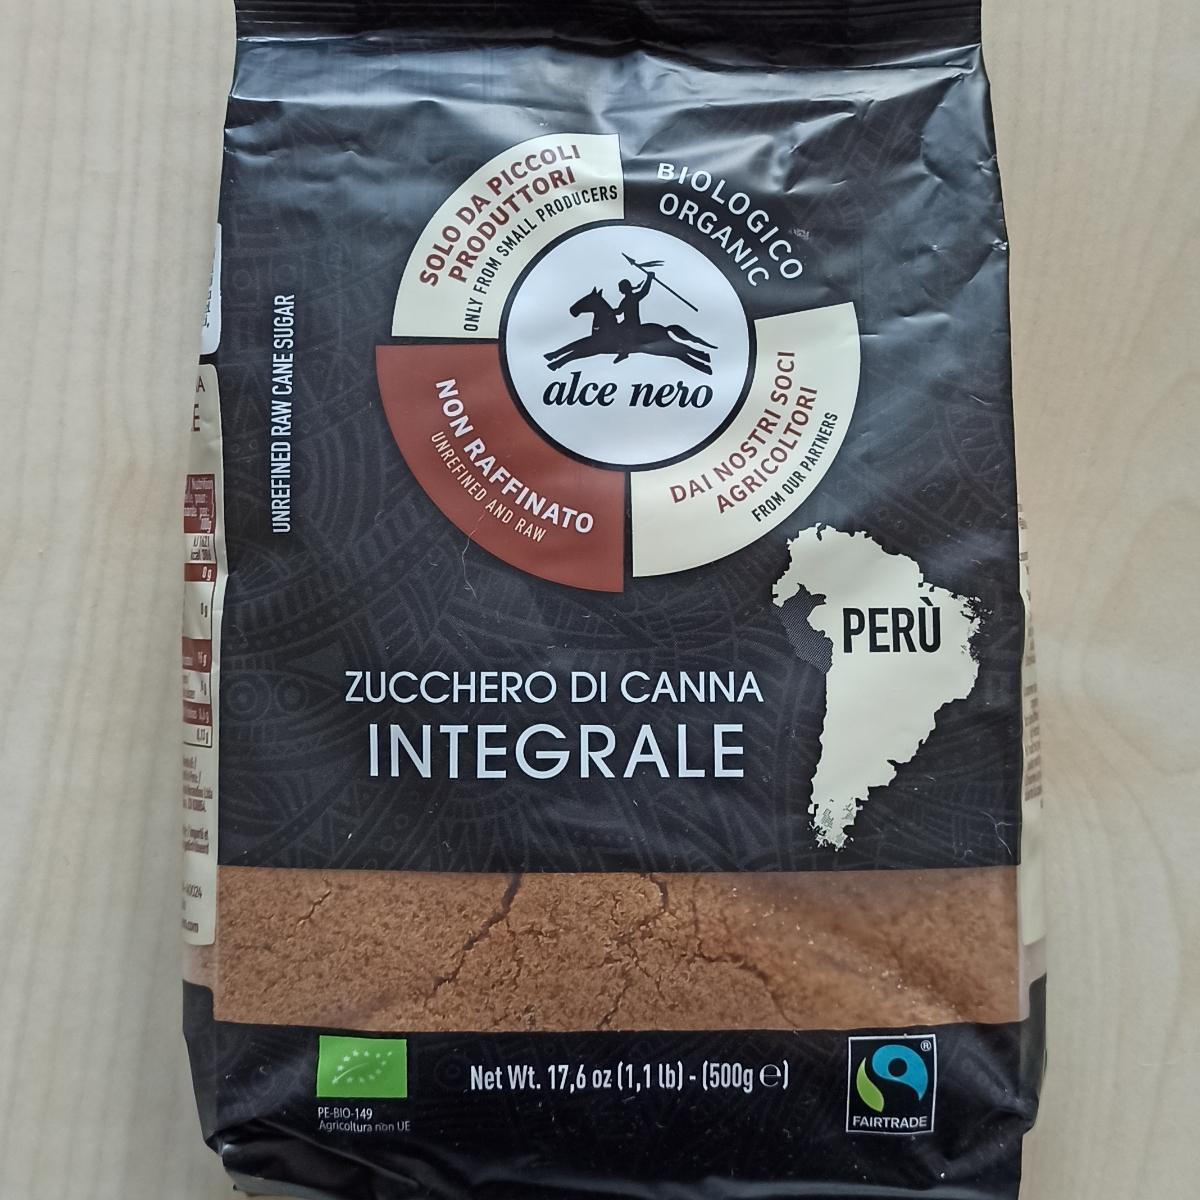 SOLO DA PICCOLI
PRODUTTORI
ONLY FROM SMALL PRODUCERS
BIOLOGICO
ORGANIC
alce nero
NON RAFFINATO
UNREFINED AND RAW
DAI NOSTRI SOCI
AGRICOLTORI
FROM OUR PARTNERS
UNREFINED RAW CANE SUGAR
PERÙ
ZUCCHERO DI CANNA
INTEGRALE
PE-BIO-149
Agricoltura non UE
Net Wt. 17,6 oz (1,1 lb) - (500g ℮)
®
FAIRTRADE